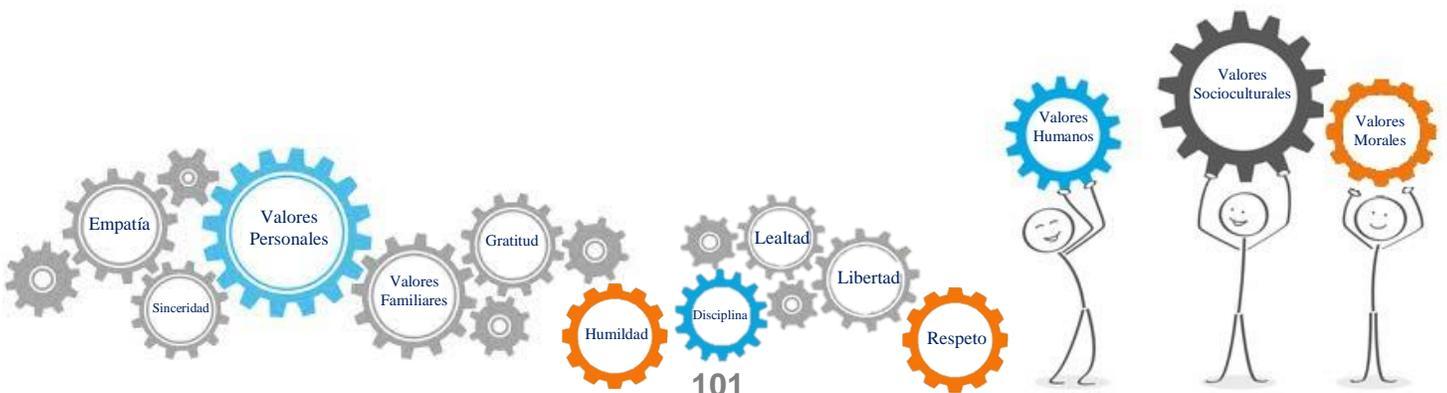 Empatía
Sinceridad
Valores
Personales
Valores
Familiares
Gratitud
Humildad
Disciplina
Lealtad
Libertad
Respeto
Valores
Humanos
Valores
Socioculturales
Valores
Morales
101